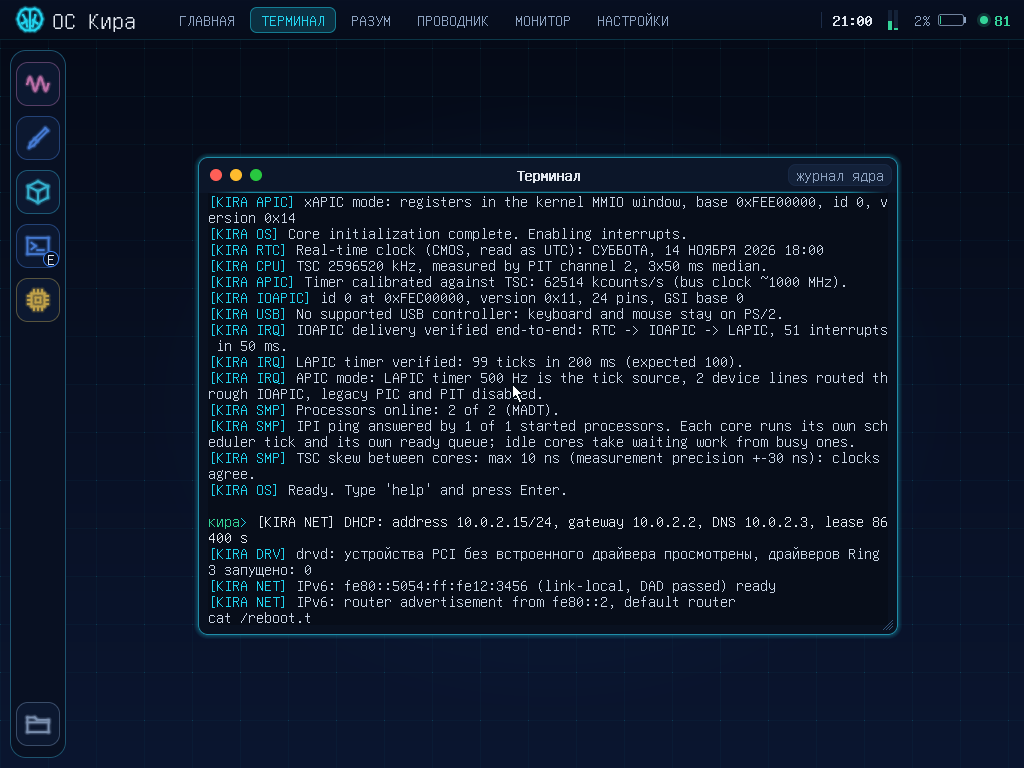 ОС Кира
ГЛАВНАЯ ТЕРМИНАЛ РАЗУМ ПРОВОДНИК МОНИТОР НАСТРОЙКИ
21:00 2% 81
E
Терминал
журнал ядра
[KIRA APIC] xAPIC mode: registers in the kernel MMIO window, base 0xFEE00000, id 0, v
ersion 0x14
[KIRA OS] Core initialization complete. Enabling interrupts.
[KIRA RTC] Real-time clock (CMOS, read as UTC): СУББОТА, 14 НОЯБРЯ 2026 18:00
[KIRA CPU] TSC 2596520 kHz, measured by PIT channel 2, 3x50 ms median.
[KIRA APIC] Timer calibrated against TSC: 62514 kcounts/s (bus clock ~1000 MHz).
[KIRA IOAPIC] id 0 at 0xFEC00000, version 0x11, 24 pins, GSI base 0
[KIRA USB] No supported USB controller: keyboard and mouse stay on PS/2.
[KIRA IRQ] IOAPIC delivery verified end-to-end: RTC -> IOAPIC -> LAPIC, 51 interrupts
in 50 ms.
[KIRA IRQ] LAPIC timer verified: 99 ticks in 200 ms (expected 100).
[KIRA IRQ] APIC mode: LAPIC timer 500 Hz is the tick source, 2 device lines routed th
rough IOAPIC, legacy PIC and PIT disabled.
[KIRA SMP] Processors online: 2 of 2 (MADT).
[KIRA SMP] IPI ping answered by 1 of 1 started processors. Each core runs its own sch
eduler tick and its own ready queue; idle cores take waiting work from busy ones.
[KIRA SMP] TSC skew between cores: max 10 ns (measurement precision +-30 ns): clocks
agree.
[KIRA OS] Ready. Type 'help' and press Enter.
кира> [KIRA NET] DHCP: address 10.0.2.15/24, gateway 10.0.2.2, DNS 10.0.2.3, lease 86
400 s
[KIRA DRV] drvd: устройства PCI без встроенного драйвера просмотрены, драйверов Ring
3 запущено: 0
[KIRA NET] IPv6: fe80::5054:ff:fe12:3456 (link-local, DAD passed) ready
[KIRA NET] IPv6: router advertisement from fe80::2, default router
cat /reboot.t